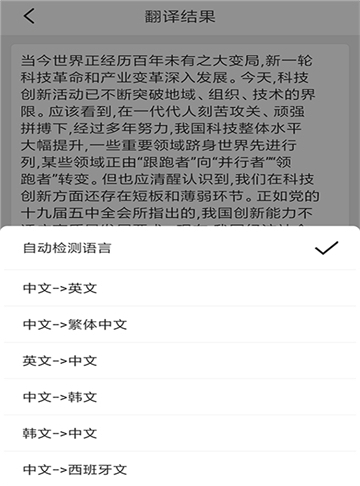 翻译结果
当今世界正经历百年未有之大变局,新一轮
科技革命和产业变革深入发展。今天,科技
创新活动已不断突破地域、组织、技术的界
限。应该看到,在一代代人刻苦攻关、顽强
拼搏下,经过多年努力,我国科技整体水平
大幅提升,一些重要领域跻身世界先进行
列,某些领域正由“跟跑者”向“并行者”“领
跑者”转变。但也应清醒认识到,我们在科技
创新方面还存在短板和薄弱环节。正如党的
十九届五中全会所指出的,我国创新能力不
自动检测语言
中文->英文
中文->繁体中文
英文->中文
中文->韩文
韩文->中文
中文->西班牙文